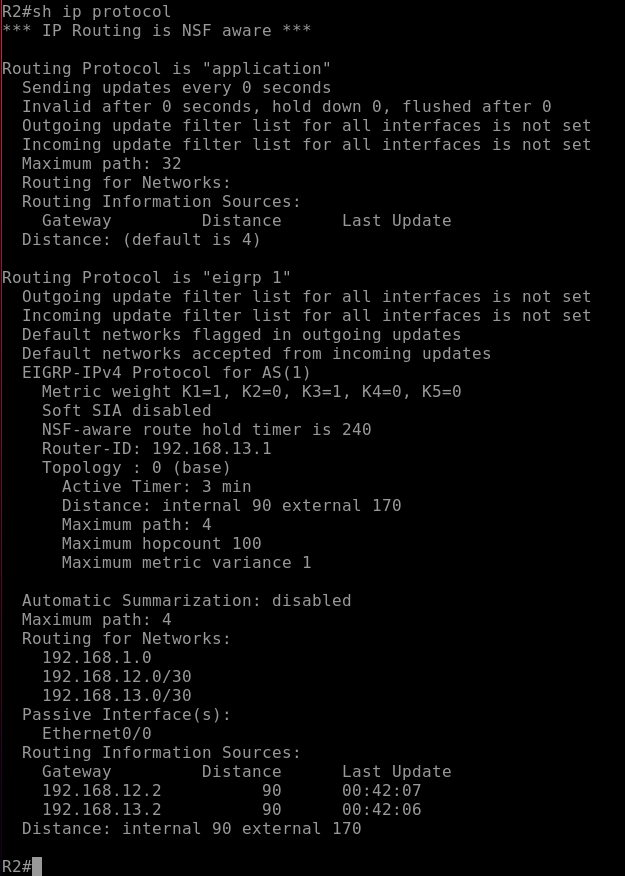 R2#sh ip protocol
*** IP Routing is NSF aware ***
Routing Protocol is "application"
Sending updates every 0 seconds
Invalid after 0 seconds, hold down 0, flushed after 0
Outgoing update filter list for all interfaces is not set
Incoming update filter list for all interfaces is not set
Maximum path: 32
Routing for Networks:
Routing Information Sources:
Gateway Distance Last Update
Distance: (default is 4)
Routing Protocol is "eigrp 1"
Outgoing update filter list for all interfaces is not set
Incoming update filter list for all interfaces is not set
Default networks flagged in outgoing updates
Default networks accepted from incoming updates
EIGRP-IPv4 Protocol for AS(1)
Metric weight K1=1, K2=0, K3=1, K4=0, K5=0
Soft SIA disabled
NSF-aware route hold timer is 240
Router-ID: 192.168.13.1
Topology : 0 (base)
Active Timer: 3 min
Distance: internal 90 external 170
Maximum path: 4
Maximum hopcount 100
Maximum metric variance 1
Automatic Summarization: disabled
Maximum path: 4
Routing for Networks:
192.168.1.0
192.168.12.0/30
192.168.13.0/30
Passive Interface(s):
Ethernet0/0
Routing Information Sources:
Gateway Distance Last Update
192.168.12.2 90 00:42:07
192.168.13.2 90 00:42:06
Distance: internal 90 external 170
R2#